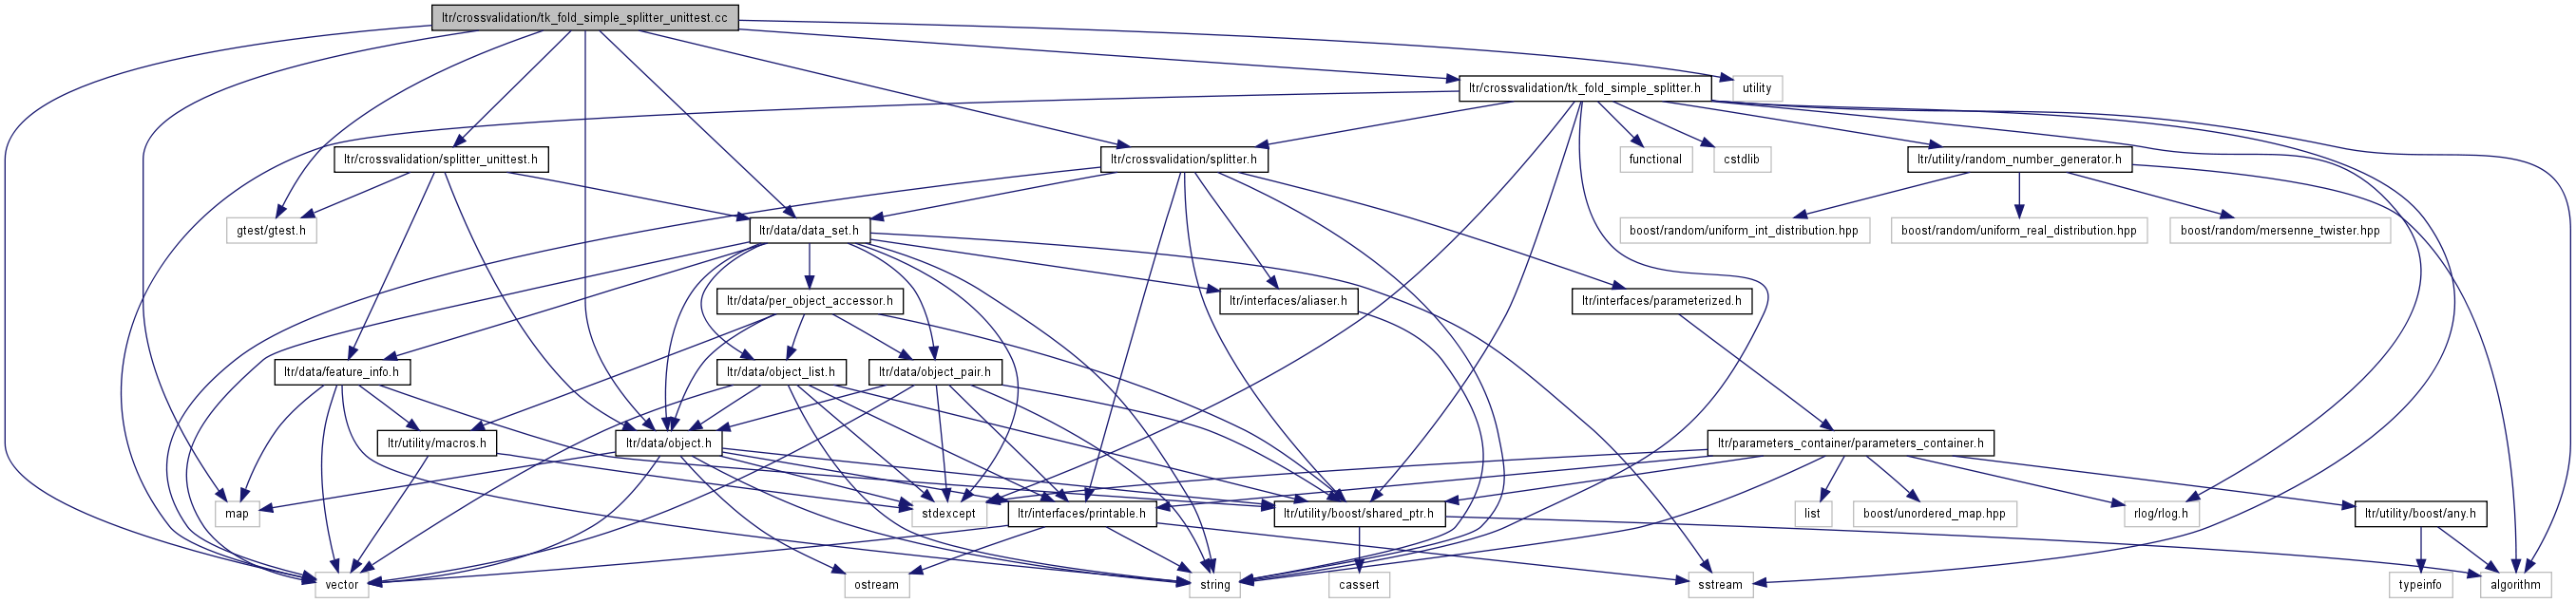 ltr/crossvalidation/tk_fold_simple_splitter_unittest.cc
ltr/crossvalidation/tk_fold_simple_splitter.h
utility
ltr/crossvalidation/splitter_unittest.h
ltr/crossvalidation/splitter.h
functional
cstdlib
ltr/utility/random_number_generator.h
gtest/gtest.h
ltr/data/data_set.h
boost/random/uniform_int_distribution.hpp
boost/random/uniform_real_distribution.hpp
boost/random/mersenne_twister.hpp
ltr/data/per_object_accessor.h
ltr/interfaces/aliaser.h
ltr/interfaces/parameterized.h
ltr/data/feature_info.h
ltr/data/object_list.h
ltr/data/object_pair.h
ltr/utility/macros.h
ltr/data/object.h
ltr/parameters_container/parameters_container.h
map
stdexcept
ltr/interfaces/printable.h
ltr/utility/boost/shared_ptr.h
list
boost/unordered_map.hpp
rlog/rlog.h
ltr/utility/boost/any.h
vector
ostream
string
cassert
sstream
typeinfo
algorithm